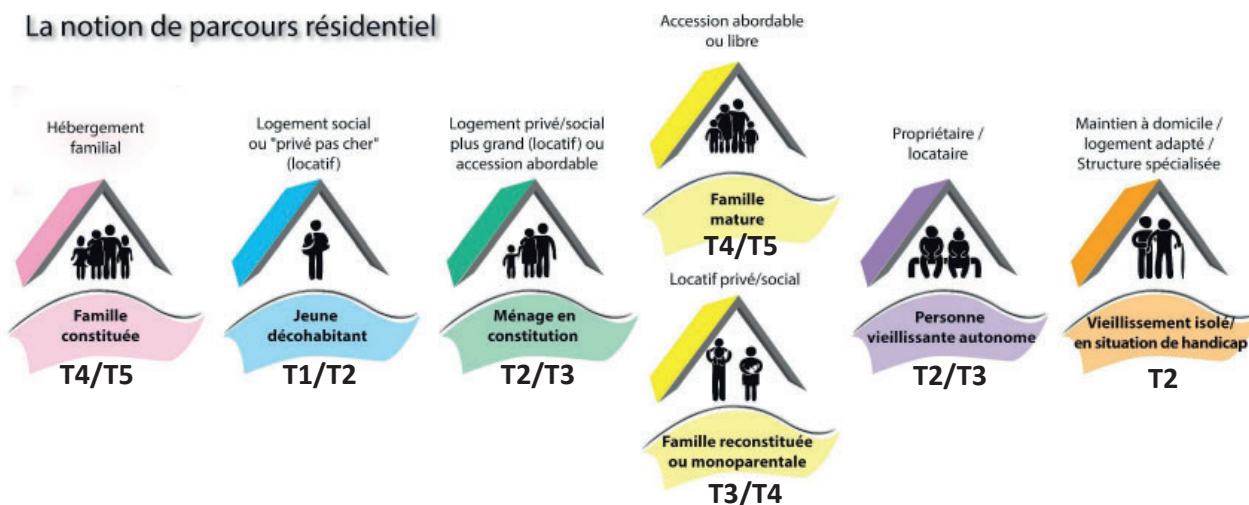 La notion de parcours résidentiel
Hébergement
familial
Famille
constituée
T4/T5
Logement social
ou "privé pas cher"
(locatif)
Jeune
décohabitant
T1/T2
Logement privé/social
plus grand (locatif) ou
accession abordable
Ménage en
constitution
T2/T3
Accession abordable
ou libre
Famille
mature
T4/T5
Locatif privé/social
Famille reconstituée
ou monoparentale
T3/T4
Propriétaire /
locataire
Personne
vieillissante autonome
T2/T3
Maintien à domicile /
logement adapté /
Structure spécialisée
Vieillissement isolé/
en situation de handicap
T2